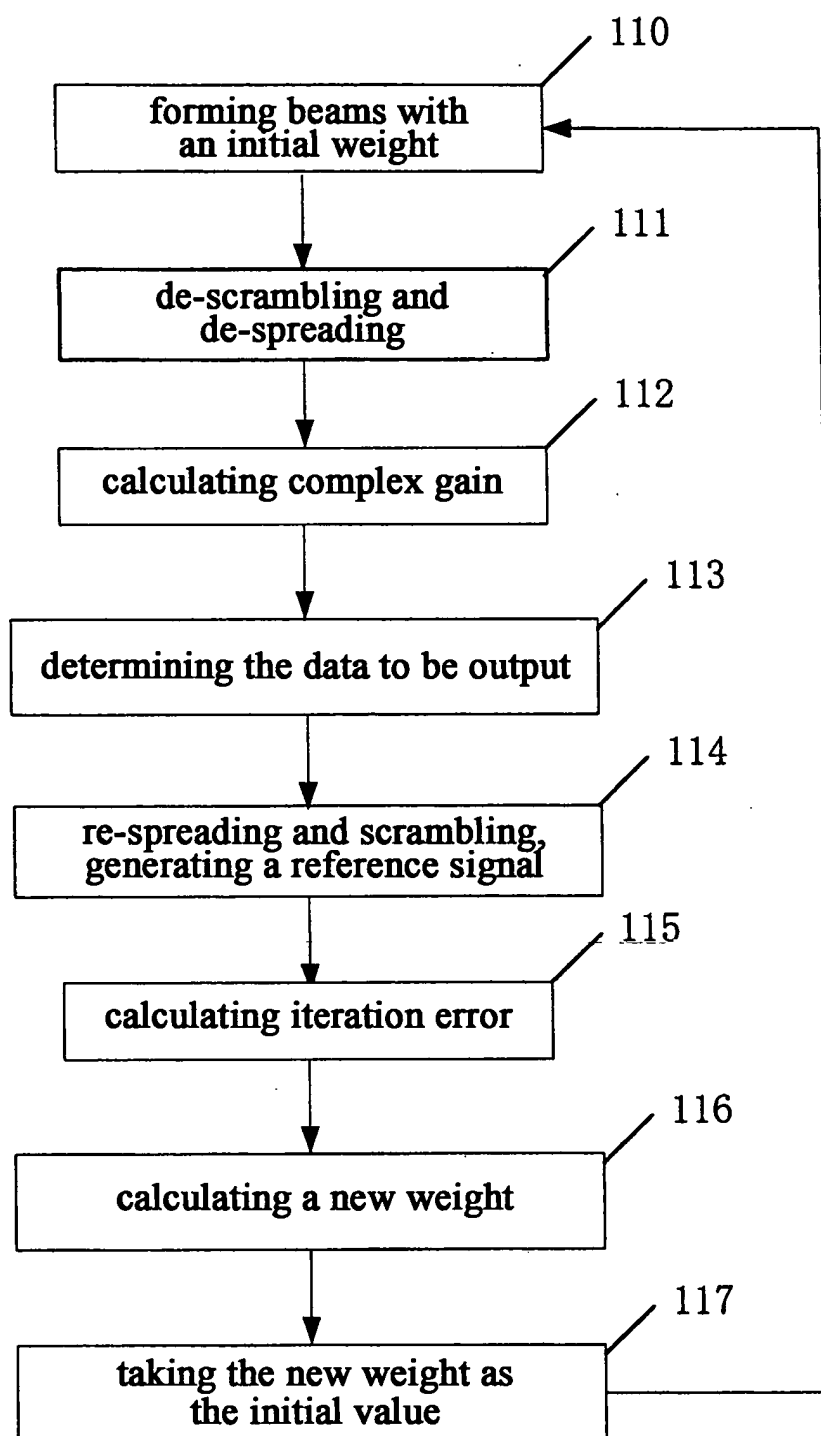 110
forming beams with
an initial weight
111
de-scrambling and
de-spreading
112
calculating complex gain
113
determining the data to be output
114
re-spreading and scrambling,
generating a reference signal
115
calculating iteration error
116
calculating a new weight
117
taking the new weight as
the initial value